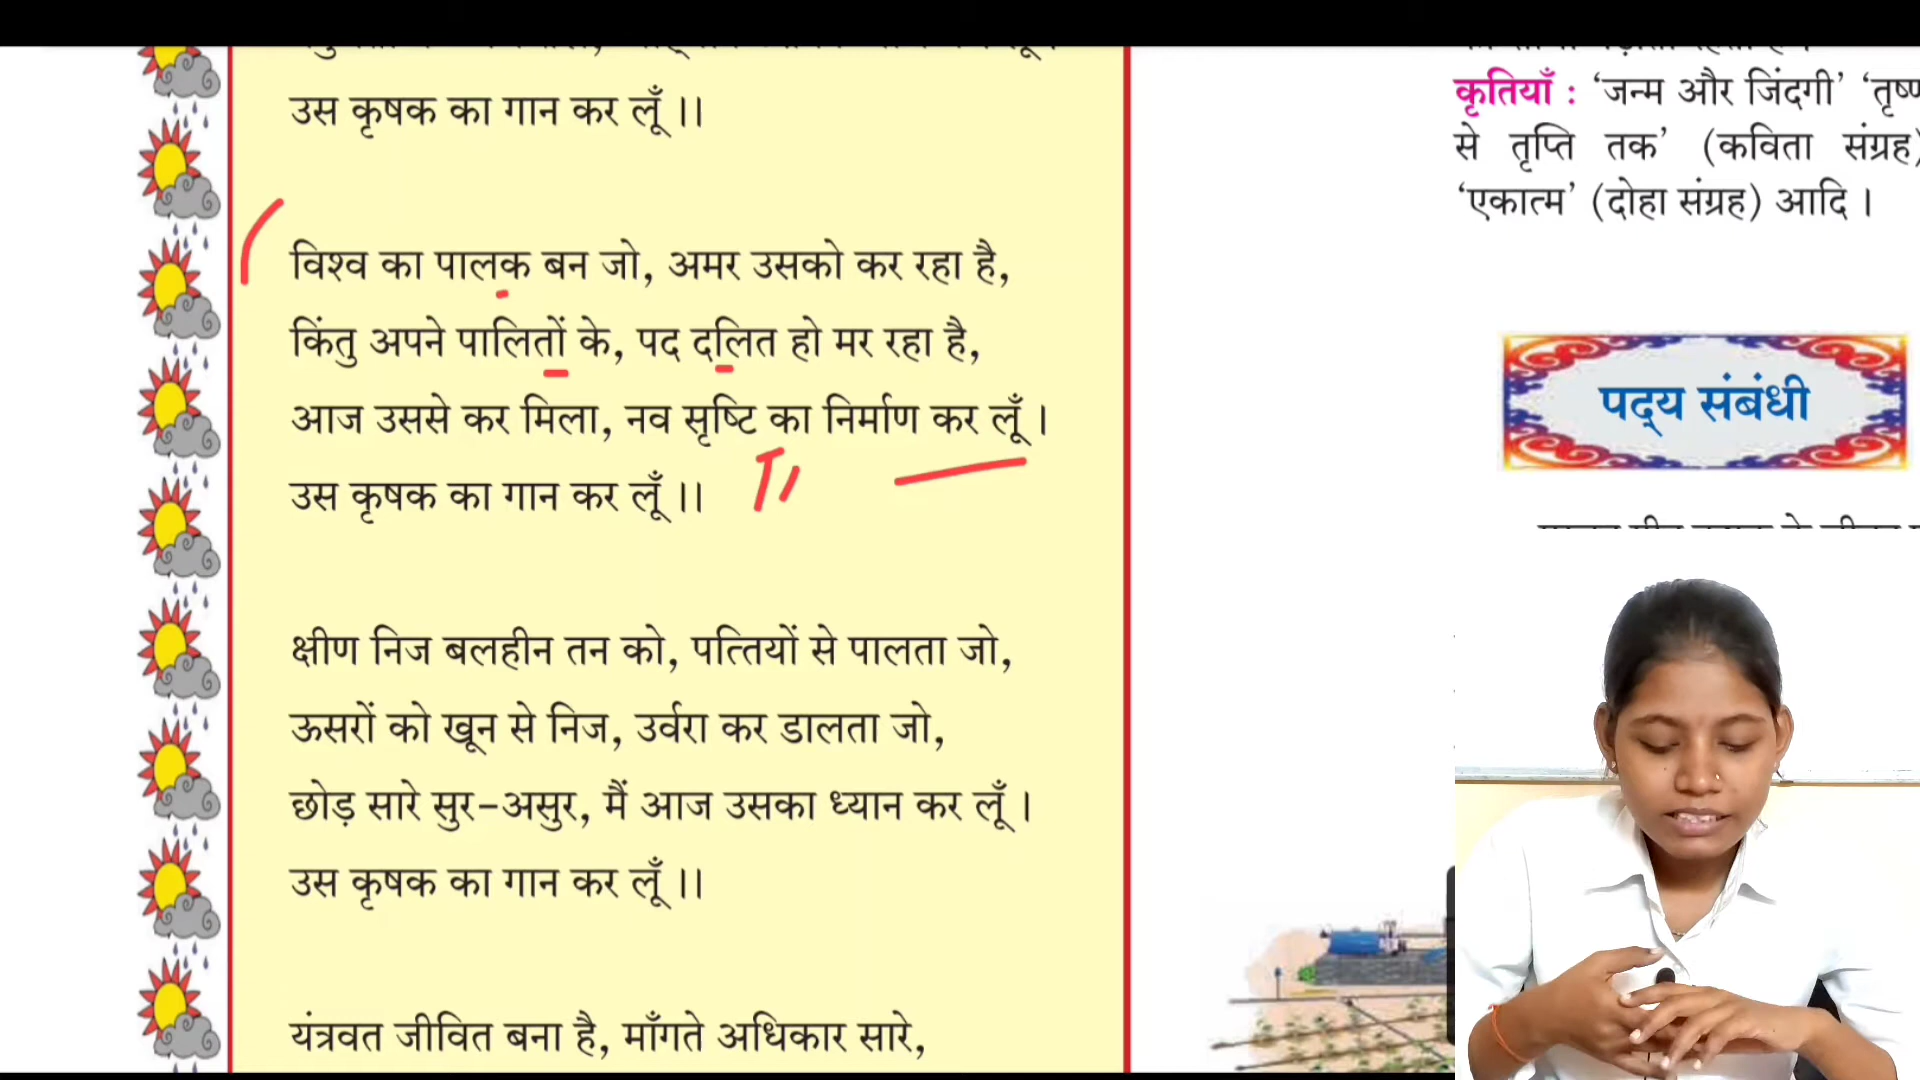 उस कृषक का गान कर लूँ ।।
विश्व का पालक बन जो, अमर उसको कर रहा है,
किंतु अपने पालितों के, पद दलित हो मर रहा है,
आज उससे कर मिला, नव सृष्टि का निर्माण कर लूँ ।
उस कृषक का गान कर लूँ ।।
क्षीण निज बलहीन तन को, पत्तियों से पालता जो,
ऊसरों को खून से निज, उर्वरा कर डालता जो,
छोड़ सारे सुर-असुर, मैं आज उसका ध्यान कर लूँ ।
उस कृषक का गान कर लूँ ।।
यंत्रवत जीवित बना है, माँगते अधिकार सारे,
कृतियाँ : ‘जन्म और जिंदगी’ ‘तृष्ण
से तृप्ति तक’ (कविता संग्रह)
‘एकात्म’ (दोहा संग्रह) आदि ।
पद्य संबंधी